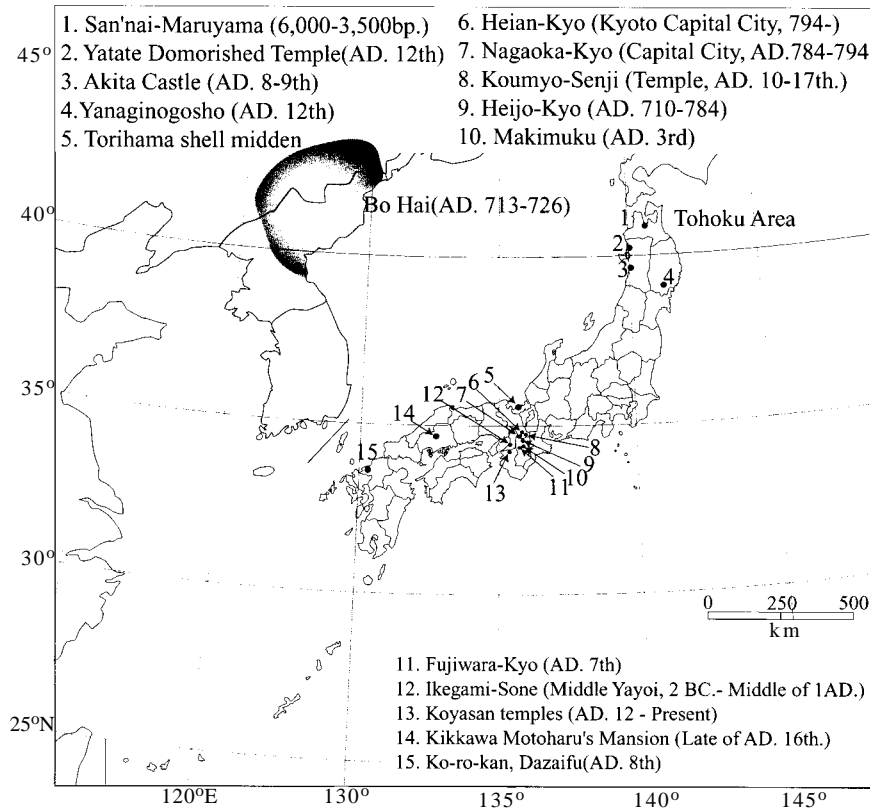 1. San'nai-Maruyama (6,000-3,500bp.)
2. Yatate Domorished Temple(AD. 12th)
3. Akita Castle (AD. 8-9th)
4.Yanaginogosho (AD. 12th)
5. Torihama shell midden
6. Heian-Kyo (Kyoto Capital City, 794-)
7. Nagaoka-Kyo (Capital City, AD.784-794
8. Koumyo-Senji (Temple, AD. 10-17th.)
9. Heijo-Kyo (AD. 710-784)
10. Makimuku (AD. 3rd)
45°
40°
35°
30°
25°N
Bo Hai(AD. 713-726)
Tohoku Area
1
2
3
4
5
6
7
12
14
15
13
11
10
9
8
0 250 500
km
11. Fujiwara-Kyo (AD. 7th)
12. Ikegami-Sone (Middle Yayoi, 2 BC.- Middle of 1AD.)
13. Koyasan temples (AD. 12 - Present)
14. Kikkawa Motoharu's Mansion (Late of AD. 16th.)
15. Ko-ro-kan, Dazaifu(AD. 8th)
120°E 130° 135° 140° 145°